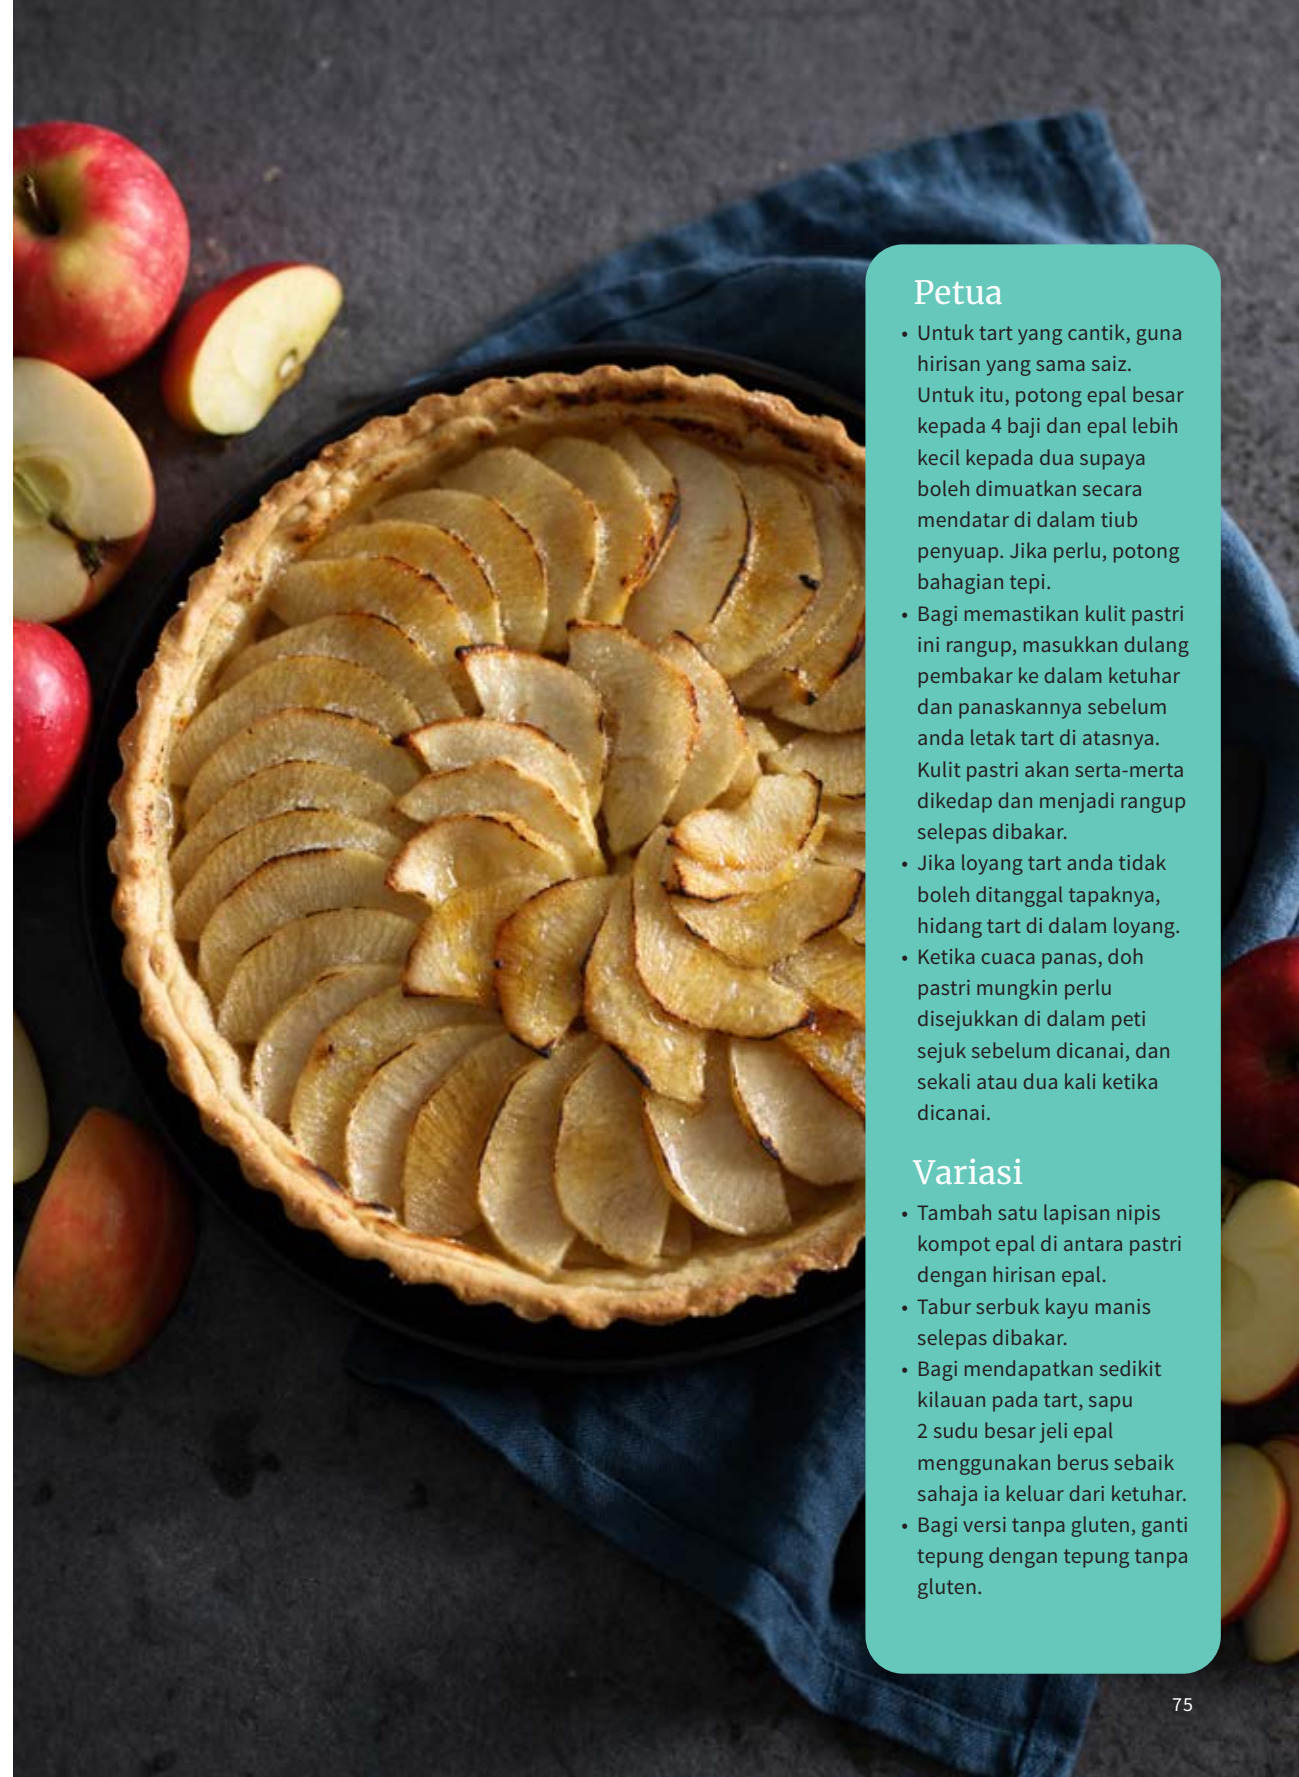 Petua
• Untuk tart yang cantik, guna
hirisan yang sama saiz.
Untuk itu, potong epal besar
kepada 4 baji dan epal lebih
kecil kepada dua supaya
boleh dimuatkan secara
mendatar di dalam tiub
penyuap. Jika perlu, potong
bahagian tepi.
• Bagi memastikan kulit pastri
ini rangup, masukkan dulang
pembakar ke dalam ketuhar
dan panaskannya sebelum
anda letak tart di atasnya.
Kulit pastri akan serta-merta
dikedap dan menjadi rangup
selepas dibakar.
• Jika loyang tart anda tidak
boleh ditanggal tapaknya,
hidang tart di dalam loyang.
• Ketika cuaca panas, doh
pastri mungkin perlu
disejukkan di dalam peti
sejuk sebelum dicanai, dan
sekali atau dua kali ketika
dicanai.
Variasi
• Tambah satu lapisan nipis
kompot epal di antara pastri
dengan hirisan epal.
• Tabur serbuk kayu manis
selepas dibakar.
• Bagi mendapatkan sedikit
kilauan pada tart, sapu
2 sudu besar jeli epal
menggunakan berus sebaik
sahaja ia keluar dari ketuhar.
• Bagi versi tanpa gluten, ganti
tepung dengan tepung tanpa
gluten.
75